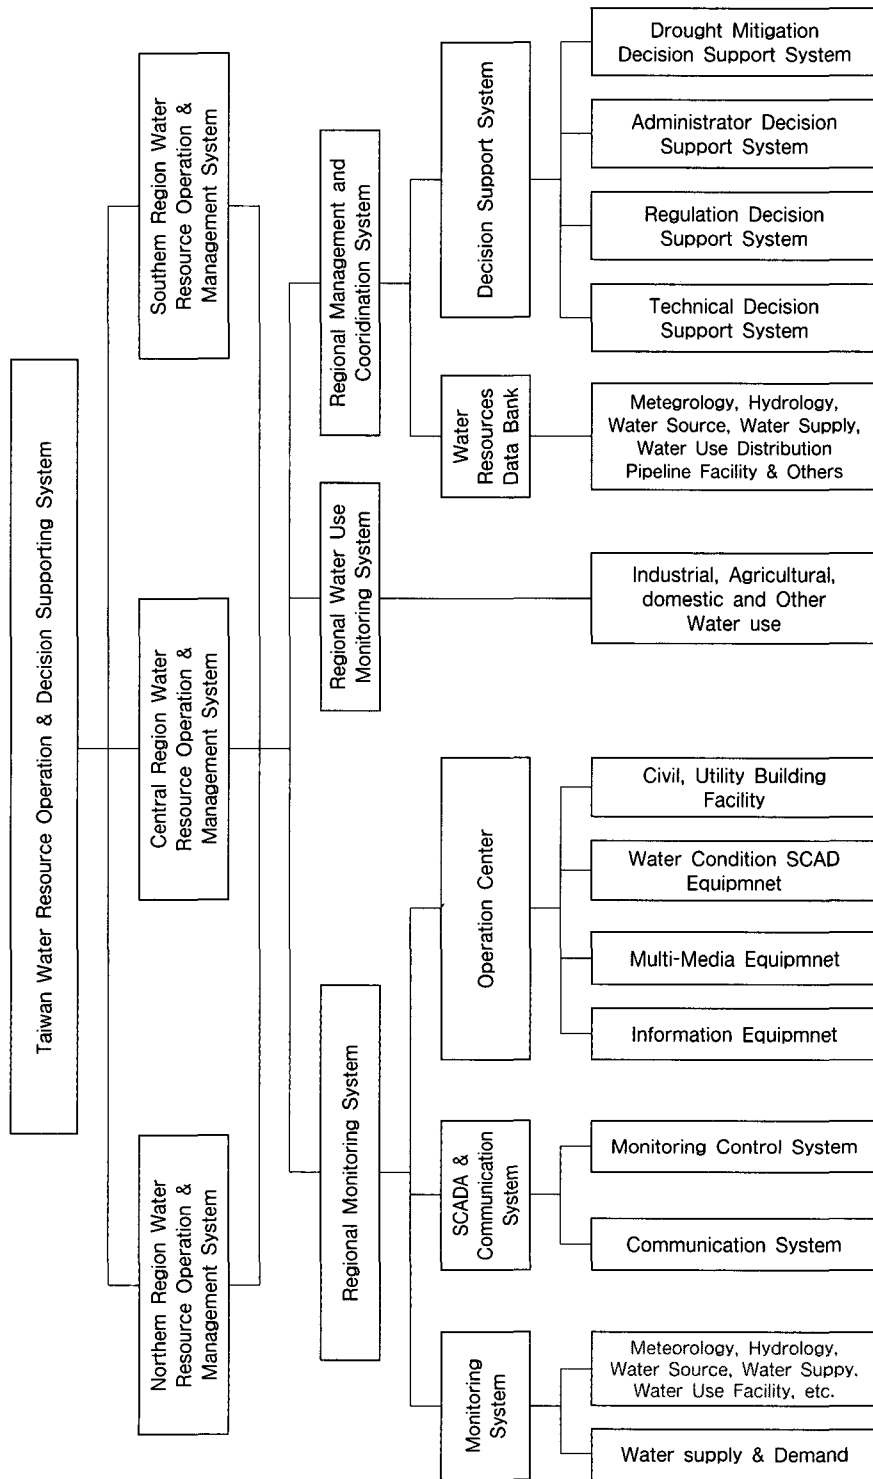 Taiwan Water Resource Operation & Decision Supporting System
Northern Region Water
Resource Operation &
Management System
Central Region Water
Resource Operation &
Management System
Southern Region Water
Resource Operation &
Management System
Regional Monitoring System
Regional Water Use
Monitoring System
Regional Management and
Cooridination System
Monitoring
System
SCADA &
Communication
System
Operation Center
Water
Resources
Data Bank
Decision Support System
Drought Mitigation
Decision Support System
Administrator Decision
Support System
Regulation Decision
Support System
Technical Decision
Support System
Metegrology, Hydrology,
Water Source, Water Supply,
Water Use Distribution
Pipeline Facility & Others
Industrial, Agricultural,
domestic and Other
Water use
Civil, Utility Building
Facility
Water Condition SCAD
Equipmnet
Multi-Media Equipmnet
Information Equipmnet
Monitoring Control System
Communication System
Meteorology, Hydrology,
Water Source, Water Suppy.
Water Use Facility, etc.
Water supply & Demand